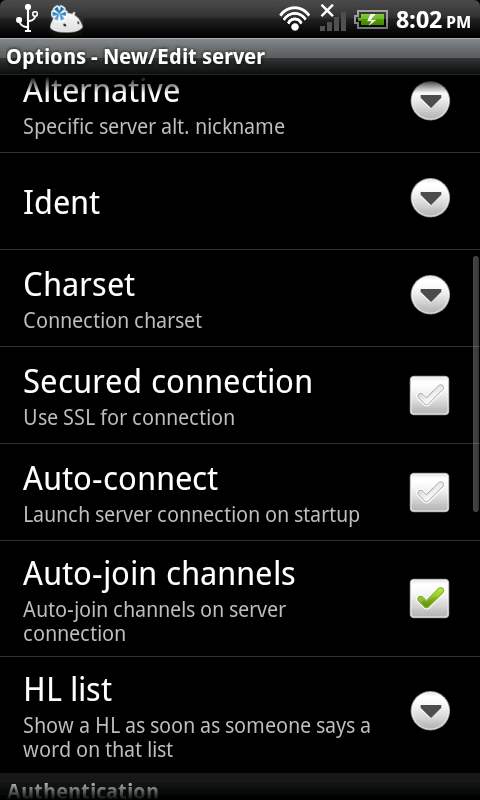 8:02 PM
Options - New/Edit server
Alternative
Specific server alt. nickname
Ident
Charset
Connection charset
Secured connection
Use SSL for connection
Auto-connect
Launch server connection on startup
Auto-join channels
Auto-join channels on server
connection
HL list
Show a HL as soon as someone says a
word on that list
Authentication